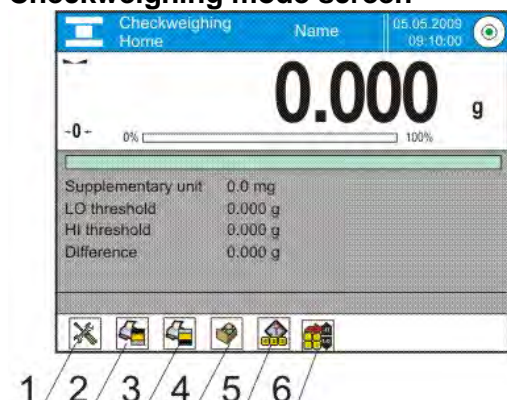 Checkweighing mode screen
Checkweighing Name 05.05.2009
Home 09:10:00
0.000 g
-0- 0% 100%
Supplementary unit 0.0 mg
LO threshold 0.000 g
HI threshold 0.000 g
Difference 0.000 g
1 2 3 4 5 6